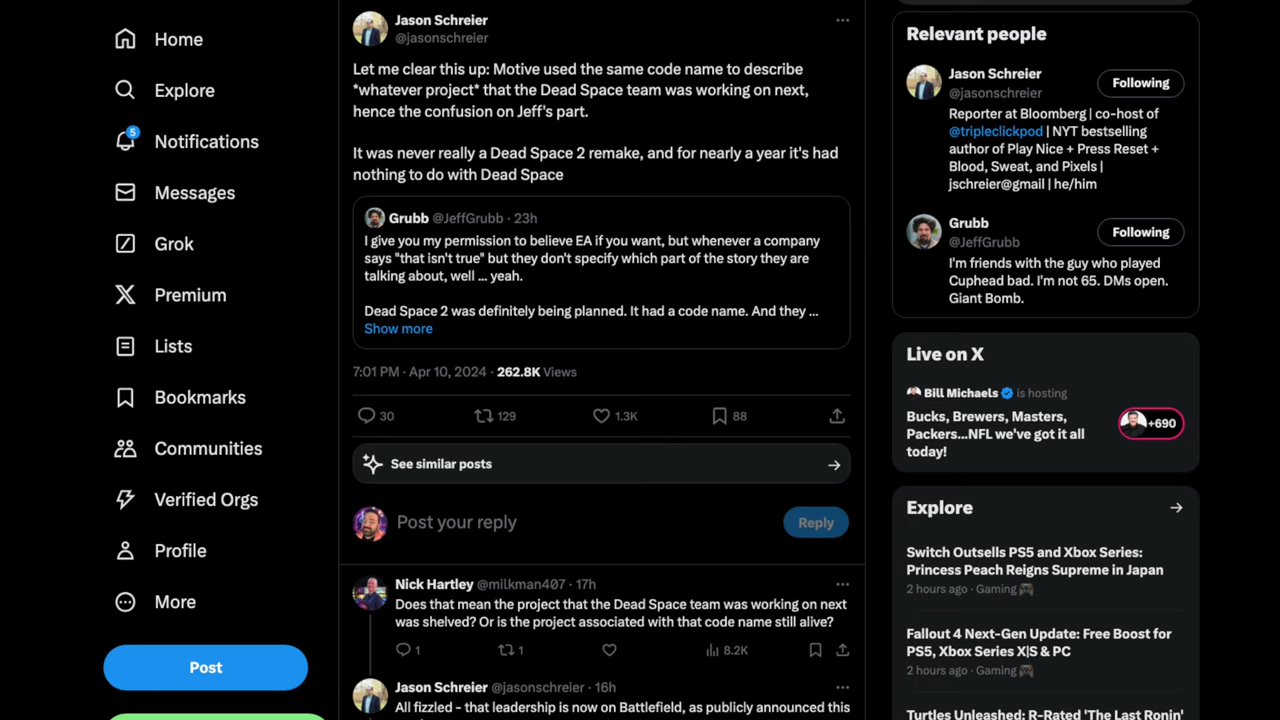 Home
Explore
5
Notifications
Messages
Grok
Premium
Lists
Bookmarks
Communities
Verified Orgs
Profile
More
Post
Jason Schreier
@jasonschreier
Let me clear this up: Motive used the same code name to describe
*whatever project* that the Dead Space team was working on next,
hence the confusion on Jeff's part.
It was never really a Dead Space 2 remake, and for nearly a year it's had
nothing to do with Dead Space
Grubb @JeffGrubb · 23h
I give you my permission to believe EA if you want, but whenever a company
says "that isn't true" but they don't specify which part of the story they are
talking about, well ... yeah.
Dead Space 2 was definitely being planned. It had a code name. And they ...
Show more
7:01 PM · Apr 10, 2024 · 262.8K Views
30 129 1.3K 88
See similar posts
Post your reply
Reply
Nick Hartley @milkman407 · 17h
Does that mean the project that the Dead Space team was working on next
was shelved? Or is the project associated with that code name still alive?
1 1 8.2K
Jason Schreier @jasonschreier · 16h
All fizzled - that leadership is now on Battlefield, as publicly announced this
Relevant people
Jason Schreier
@jasonschreier
Following
Reporter at Bloomberg | co-host of
@tripleclickpod | NYT bestselling
author of Play Nice + Press Reset +
Blood, Sweat, and Pixels |
jschreier@gmail | he/him
Grubb
@JeffGrubb
Following
I'm friends with the guy who played
Cuphead bad. I'm not 65. DMs open.
Giant Bomb.
Live on X
Bill Michaels is hosting
Bucks, Brewers, Masters,
Packers...NFL we've got it all
today!
+690
Explore
Switch Outsells PS5 and Xbox Series:
Princess Peach Reigns Supreme in Japan
2 hours ago · Gaming
Fallout 4 Next-Gen Update: Free Boost for
PS5, Xbox Series X|S & PC
2 hours ago · Gaming
Turtles Unleashed: R-Rated 'The Last Ronin'